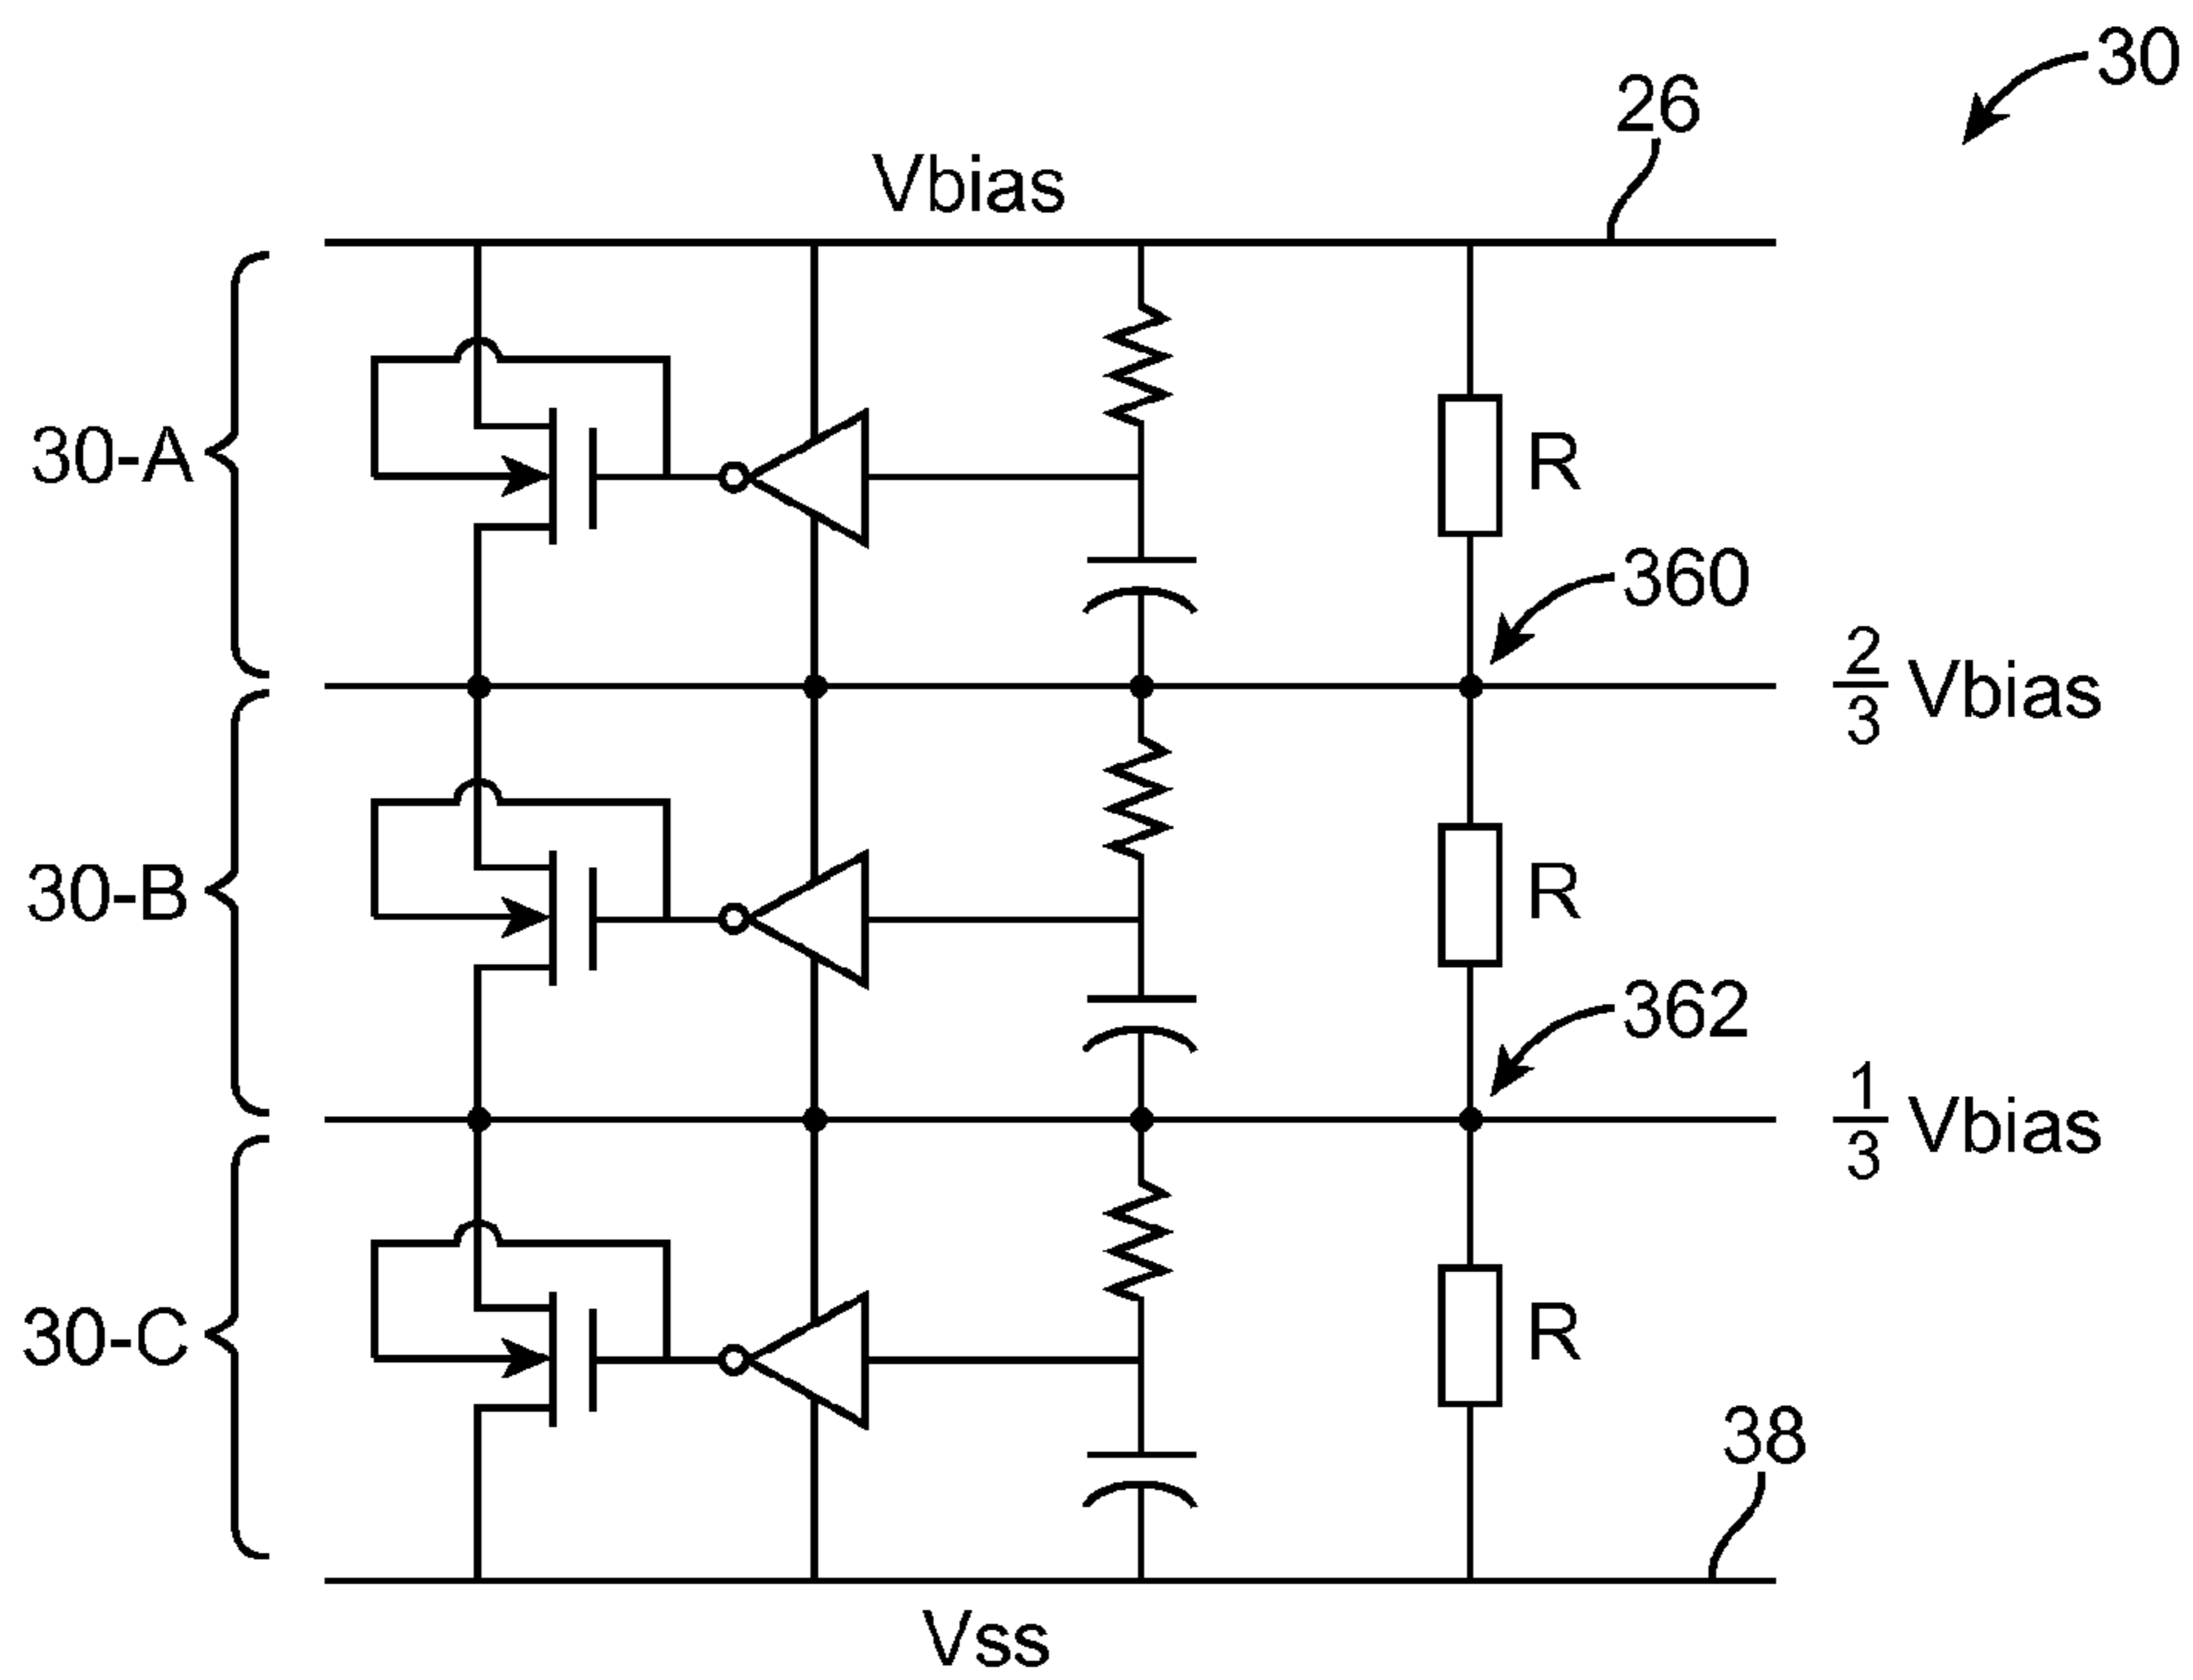 30
26
Vbias
30-A
R
360
2/3 Vbias
30-B
R
362
1/3 Vbias
30-C
R
38
Vss